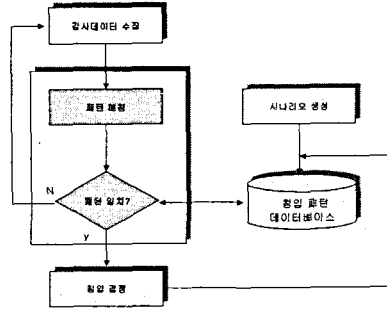 감사데이터 수집
패턴 매칭
시나리오 생성
N
패턴 일치?
침입 패턴
데이터베이스
y
침입 결정